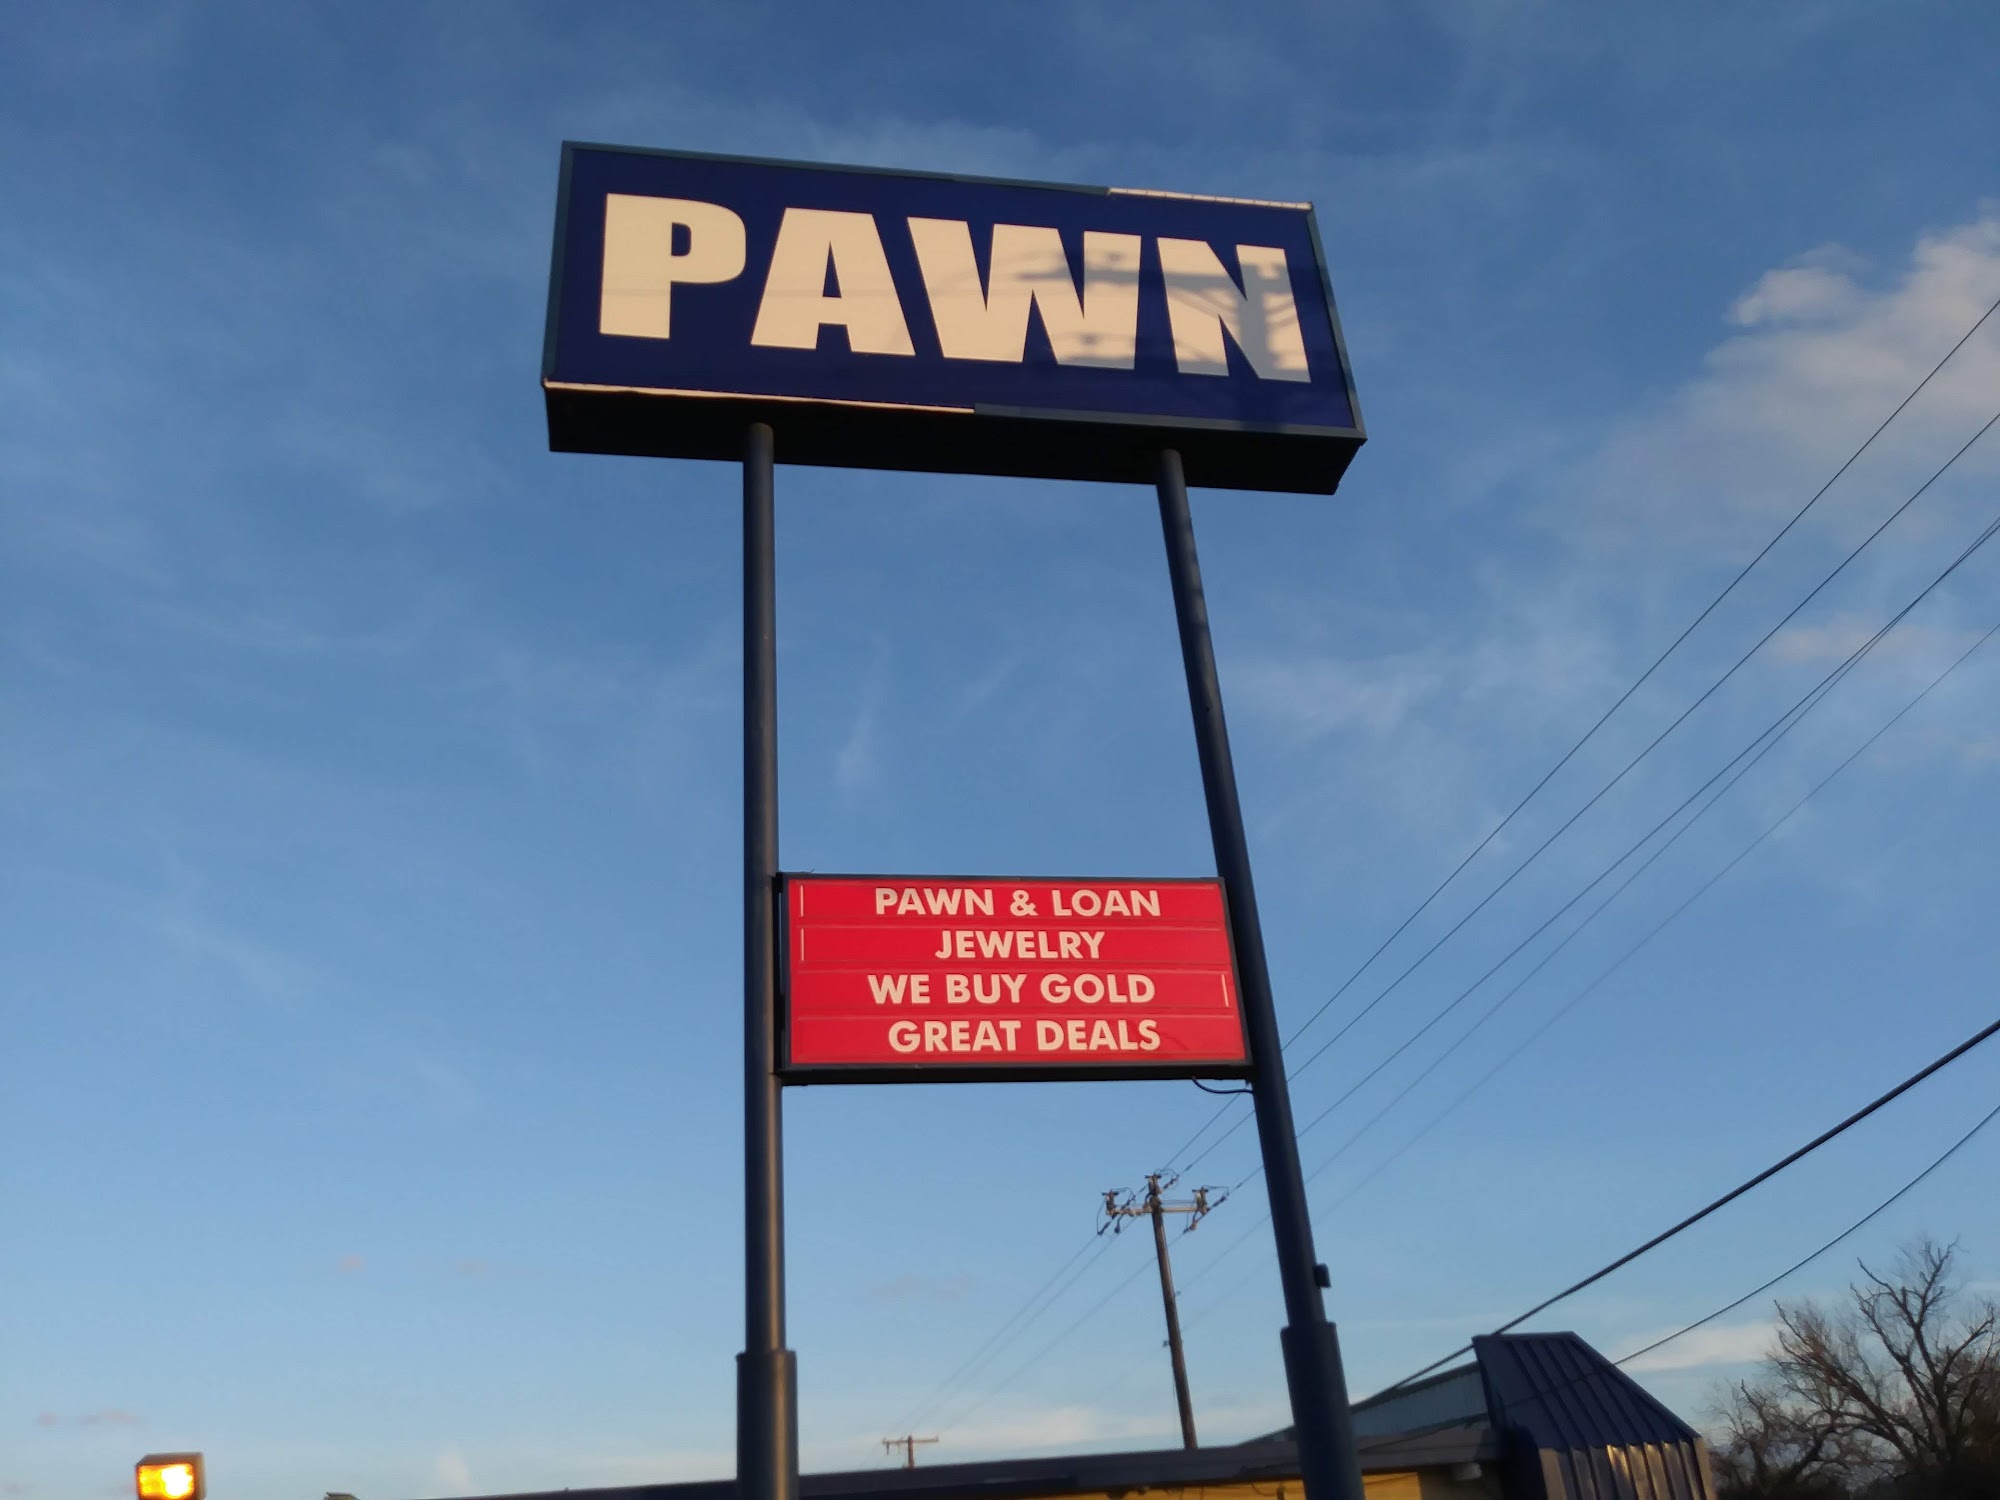 PAWN
PAWN & LOAN
JEWELRY
WE BUY GOLD
GREAT DEALS